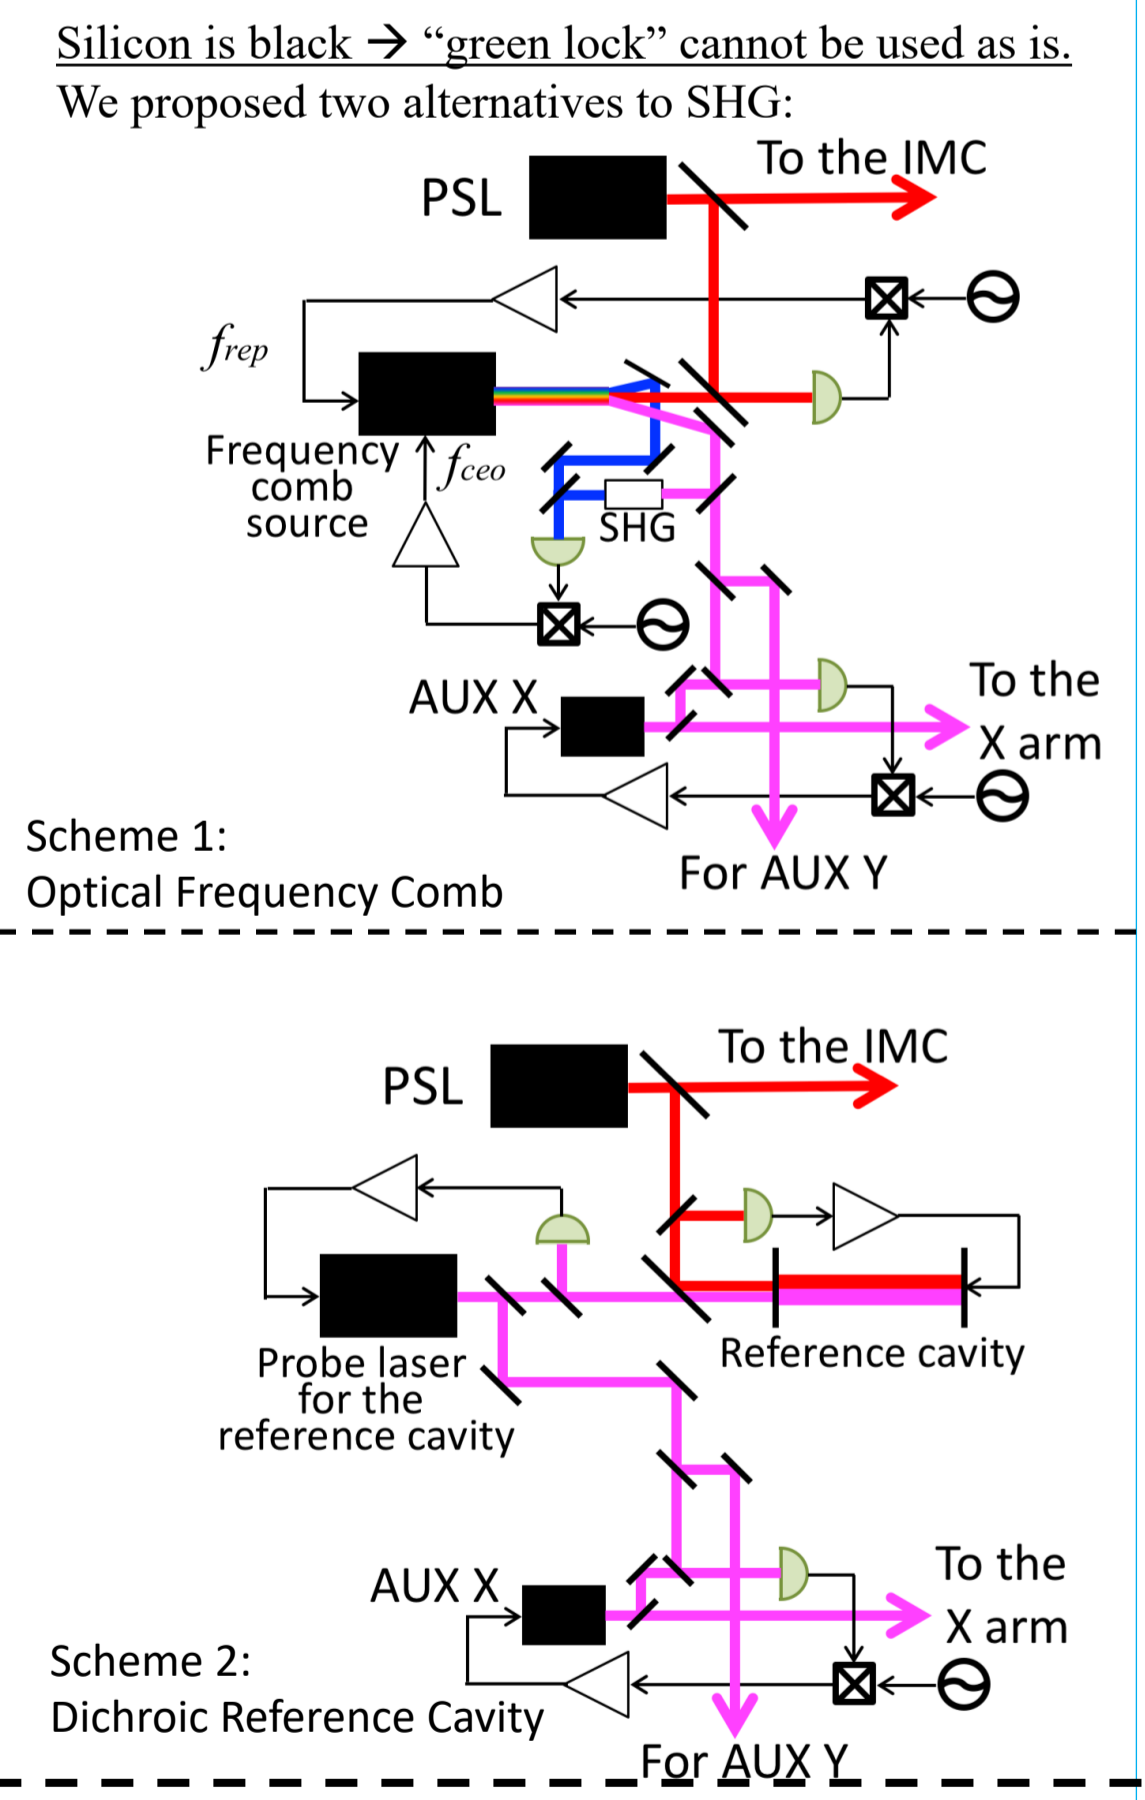 Silicon is black → “green lock” cannot be used as is.
We proposed two alternatives to SHG:
To the IMC
PSL
frep
Frequency
comb
source
fceo
SHG
AUX X
To the
X arm
For AUX Y
Scheme 1:
Optical Frequency Comb
To the IMC
PSL
Reference cavity
Probe laser
for the
reference cavity
AUX X
To the
X arm
Scheme 2:
Dichroic Reference Cavity
For AUX Y